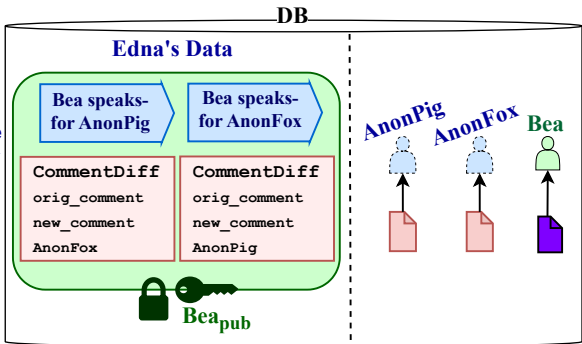 DB
Edna's Data
Bea speaks-
for AnonPig
Bea speaks-
for AnonFox
CommentDiff
orig_comment
new_comment
AnonFox
CommentDiff
orig_comment
new_comment
AnonPig
Bea_pub
AnonPig
AnonFox
Bea